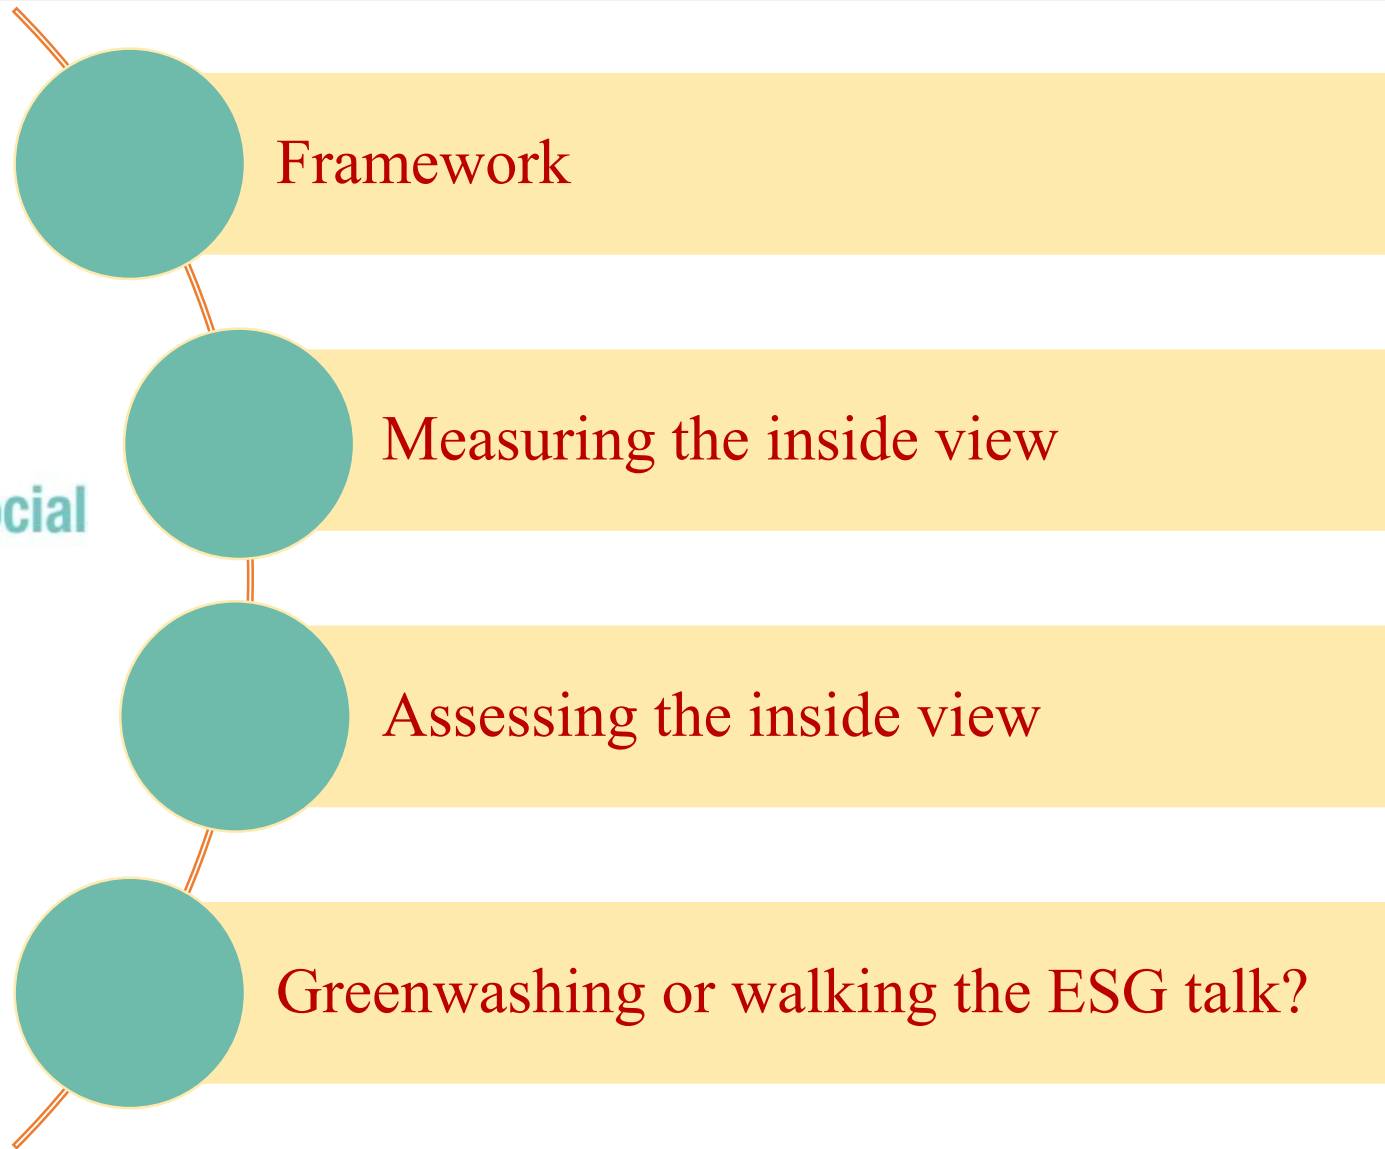 Framework
Measuring the inside view
cial
Assessing the inside view
Greenwashing or walking the ESG talk?